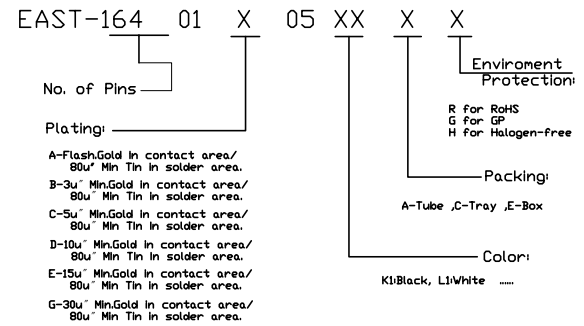 EAST-164 01 X 05 XX X X
Enviroment
Protection:
No. of Pins
R for RoHS
G for GP
H for Halogen-free
Plating:
A-Flash.Gold in contact area/
80u" Min Tin in solder area.
B-3u" Min.Gold in contact area/
80u" Min Tin in solder area.
C-5u" Min.Gold in contact area/
80u" Min Tin in solder area.
D-10u" Min.Gold in contact area/
80u" Min Tin in solder area.
E-15u" Min.Gold in contact area/
80u" Min Tin in solder area.
G-30u" Min.Gold in contact area/
80u" Min Tin in solder area.
Packing:
A-Tube ,C-Tray ,E-Box
Color:
K1:Black, L1:White ......